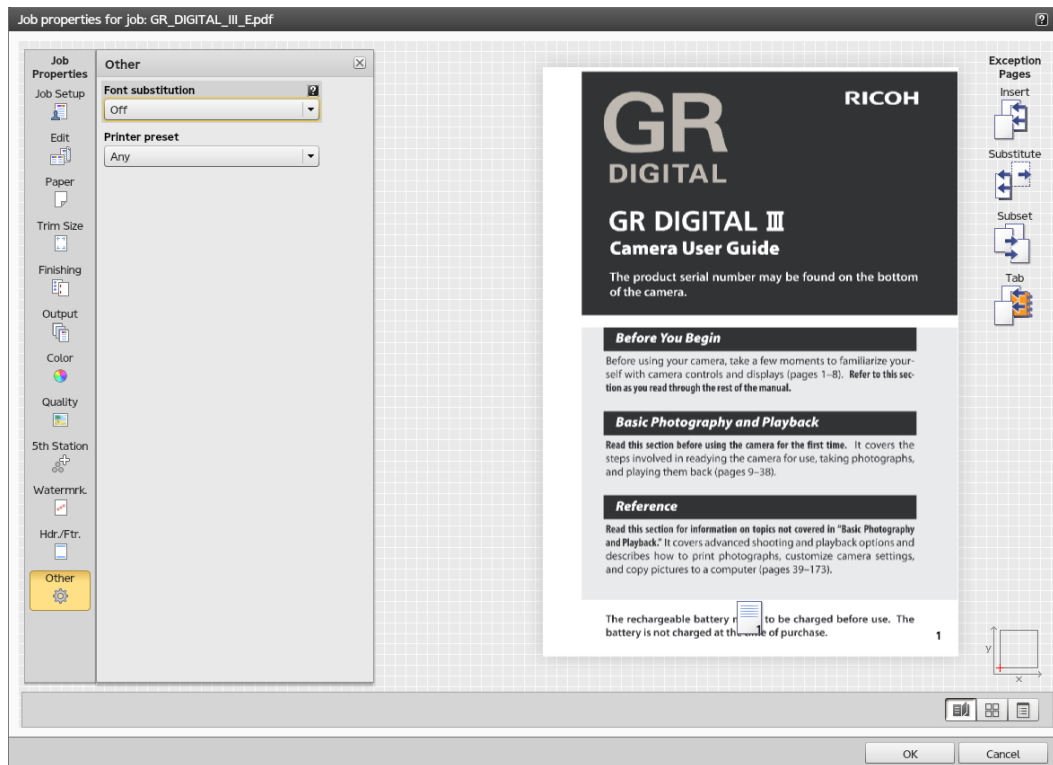 Job properties for job: GR_DIGITAL_III_E.pdf
?
Job
Properties
Job Setup
Edit
Paper
Trim Size
Finishing
Output
Color
Quality
5th Station
Watermrk.
Hdr./Ftr.
Other
Other
Font substitution
?
Off
Printer preset
Any
RICOH
GR
DIGITAL
GR DIGITAL III
Camera User Guide
The product serial number may be found on the bottom
of the camera.
Before You Begin
Before using your camera, take a few moments to familiarize your-
self with camera controls and displays (pages 1–8). Refer to this sec-
tion as you read through the rest of the manual.
Basic Photography and Playback
Read this section before using the camera for the first time. It covers the
steps involved in readying the camera for use, taking photographs,
and playing them back (pages 9–38).
Reference
Read this section for information on topics not covered in “Basic Photography
and Playback.” It covers advanced shooting and playback options and
describes how to print photographs, customize camera settings,
and copy pictures to a computer (pages 39–173).
The rechargeable battery to be charged before use. The
battery is not charged at the of purchase.
1
1
Exception
Pages
Insert
Substitute
Subset
Tab
y
x
OK
Cancel